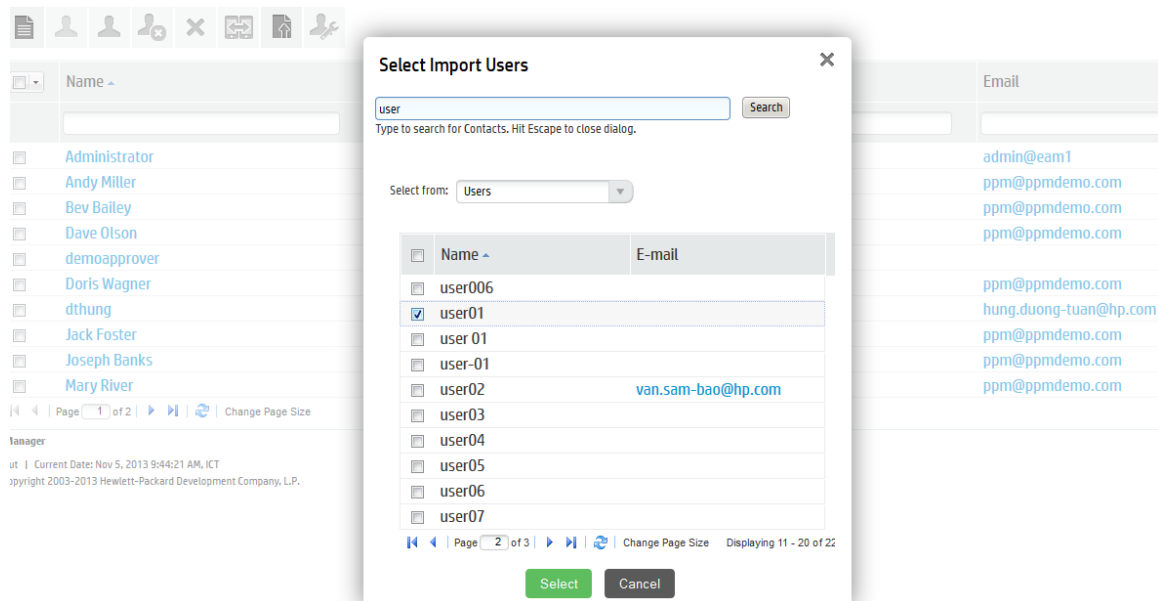 Select Import Users
user
Search
Type to search for Contacts. Hit Escape to close dialog.
Select from: Users
Name E-mail
user006
user01
user 01
user-01
user02 van.sam-bao@hp.com
user03
user04
user05
user06
user07
Page 2 of 3 Change Page Size Displaying 11 - 20 of 22
Select Cancel
Name Email
Administrator admin@eam1
Andy Miller ppm@ppmdemo.com
Bev Bailey ppm@ppmdemo.com
Dave Olson ppm@ppmdemo.com
demoapprover
Doris Wagner ppm@ppmdemo.com
dthung hung.duong-tuan@hp.com
Jack Foster ppm@ppmdemo.com
Joseph Banks ppm@ppmdemo.com
Mary River ppm@ppmdemo.com
Page 1 of 2 Change Page Size
Manager
ut | Current Date: Nov 5, 2013 9:44:21 AM, ICT
opyright 2003-2013 Hewlett-Packard Development Company, L.P.